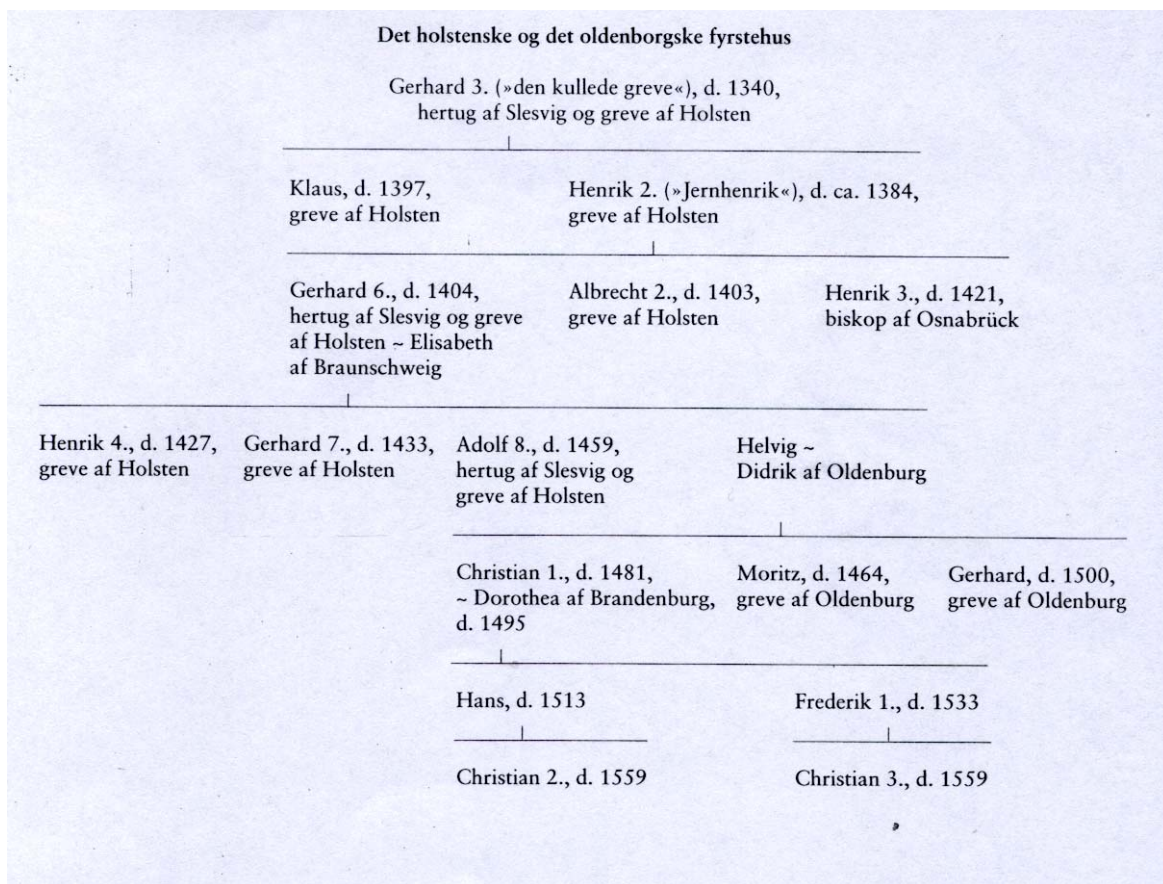 Det holstenske og det oldenborgske fyrstehus
Gerhard 3. (»den kullede greve«), d. 1340,
hertug af Slesvig og greve af Holsten
Klaus, d. 1397,
greve af Holsten
Henrik 2. (»Jernhenrik«), d. ca. 1384,
greve af Holsten
Gerhard 6., d. 1404,
hertug af Slesvig og greve
af Holsten ~ Elisabeth
af Braunschweig
Albrecht 2., d. 1403,
greve af Holsten
Henrik 3., d. 1421,
biskop af Osnabrück
Henrik 4., d. 1427,
greve af Holsten
Gerhard 7., d. 1433,
greve af Holsten
Adolf 8., d. 1459,
hertug af Slesvig og
greve af Holsten
Helvig ~
Didrik af Oldenburg
Christian 1., d. 1481,
~ Dorothea af Brandenburg,
d. 1495
Moritz, d. 1464,
greve af Oldenburg
Gerhard, d. 1500,
greve af Oldenburg
Hans, d. 1513
Frederik 1., d. 1533
Christian 2., d. 1559
Christian 3., d. 1559